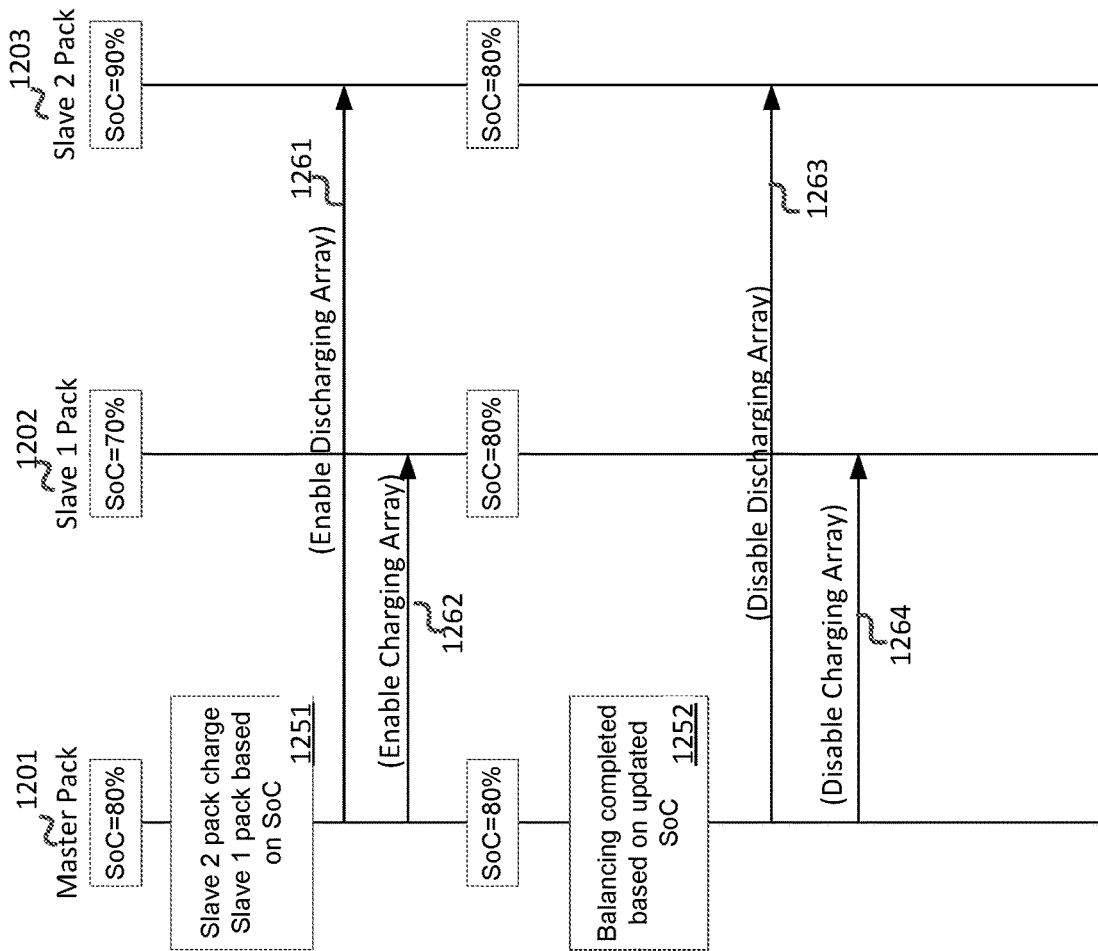 1201
Master Pack
1202
Slave 1 Pack
1203
Slave 2 Pack
SoC=80%
SoC=70%
SoC=90%
Slave 2 pack charge
Slave 1 pack based
on SoC
1251
(Enable Discharging Array)
1261
(Enable Charging Array)
1262
SoC=80%
SoC=80%
SoC=80%
Balancing completed
based on updated
SoC
1252
(Disable Discharging Array)
1263
(Disable Charging Array)
1264